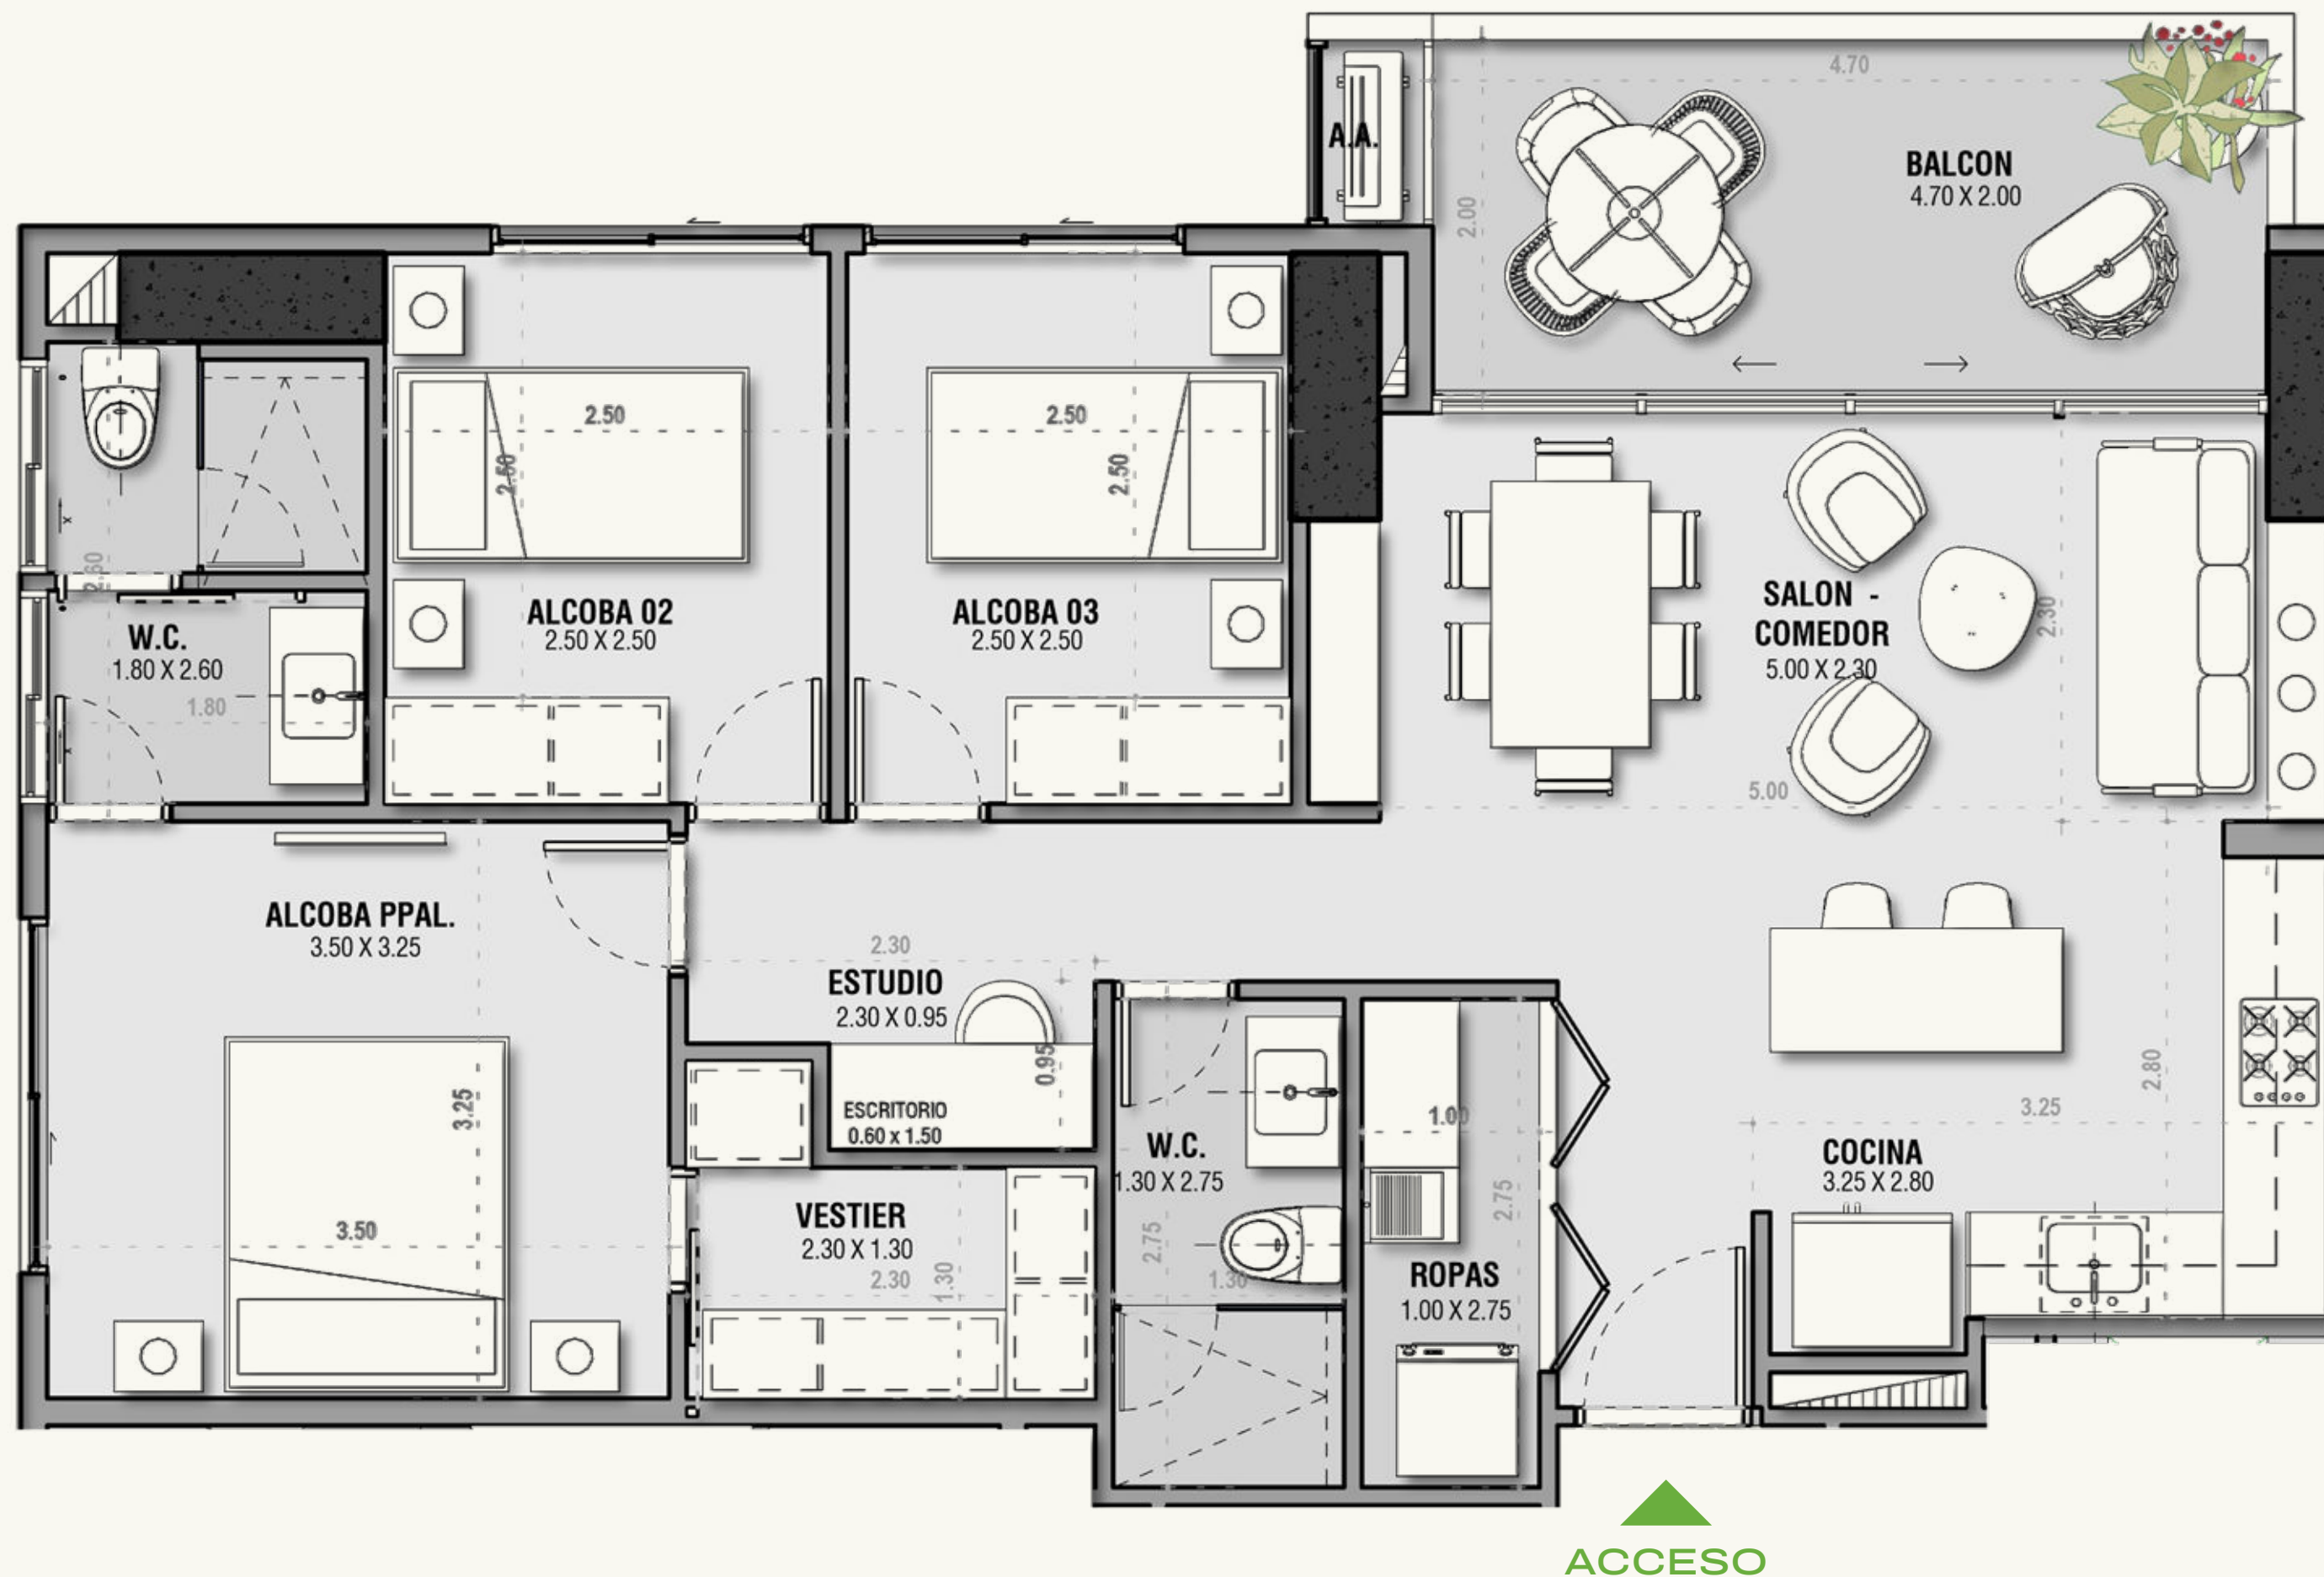 4.70
A.A.
BALCON
4.70 X 2.00
2.00
2.50
2.50
2.50
2.50
ALCOBA 02
2.50 X 2.50
ALCOBA 03
2.50 X 2.50
SALON -
COMEDOR
5.00 X 2.30
2.30
5.00
2.60
W.C.
1.80 X 2.60
1.80
ALCOBA PPAL.
3.50 X 3.25
3.25
3.50
2.30
ESTUDIO
2.30 X 0.95
0.95
ESCRITORIO
0.60 x 1.50
VESTIER
2.30 X 1.30
2.30
1.30
W.C.
1.30 X 2.75
2.75
1.30
1.00
2.75
ROPAS
1.00 X 2.75
2.80
3.25
COCINA
3.25 X 2.80
ACCESO